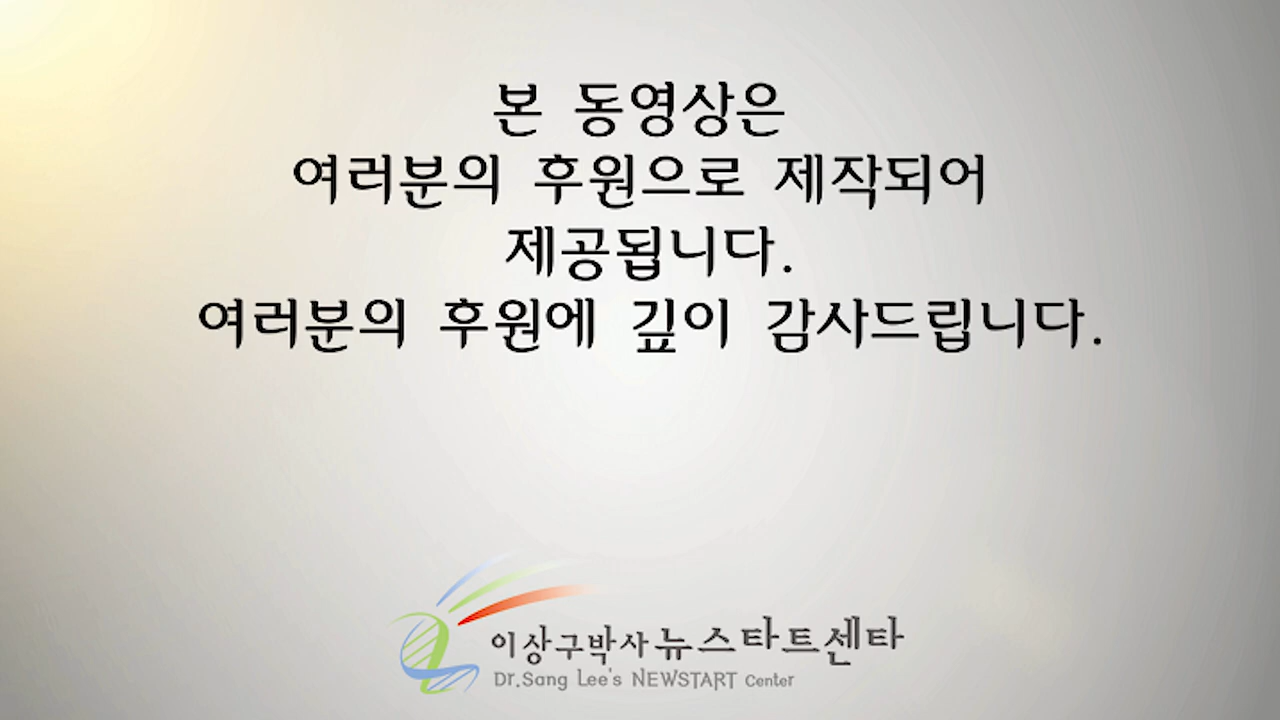 본 동영상은
여러분의 후원으로 제작되어
제공됩니다.
여러분의 후원에 깊이 감사드립니다.
이상구박사 뉴스타트센타
Dr.Sang Lee's NEWSTART Center